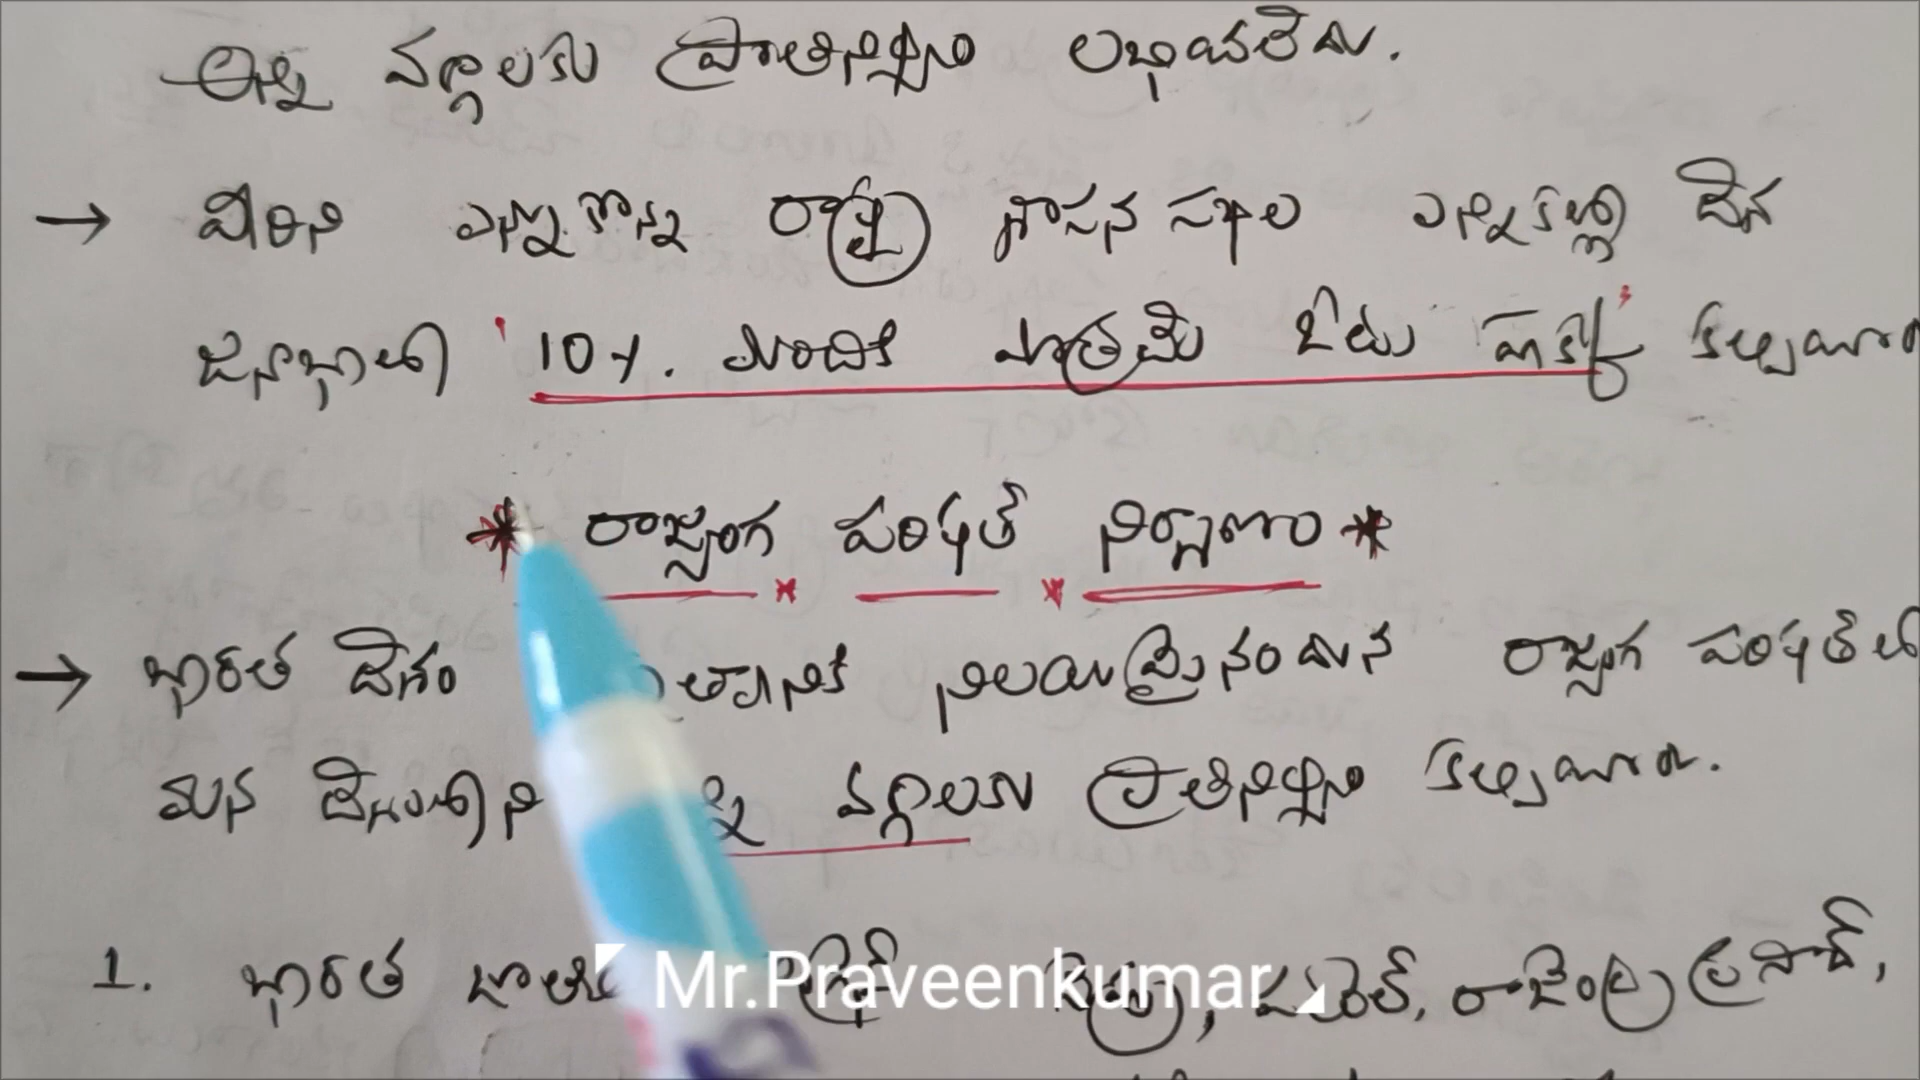 అన్ని వర్గాలకు ప్రాతినిధ్యం లభించలేదు.
→ వీరిని ఎన్నుకొన్న రాష్ట్ర శాసన సభల ఎన్నికల్లో దేశ
జనాభాలో 10%. మందికి మాత్రమే ఓటు హక్కు కల్పించారు
* రాజ్యాంగ పరిషత్ నిర్మాణం *
→ భారత దేశం నిలయమైనందున రాజ్యాంగ పరిషత్‌లో
మన దేశంలోని వర్గాలకు ప్రాతినిధ్యం కల్పించారు.
1. భారత జాతీయ నెహ్రూ, పటేల్, రాజేంద్ర ప్రసాద్,
Mr.Praveenkumar